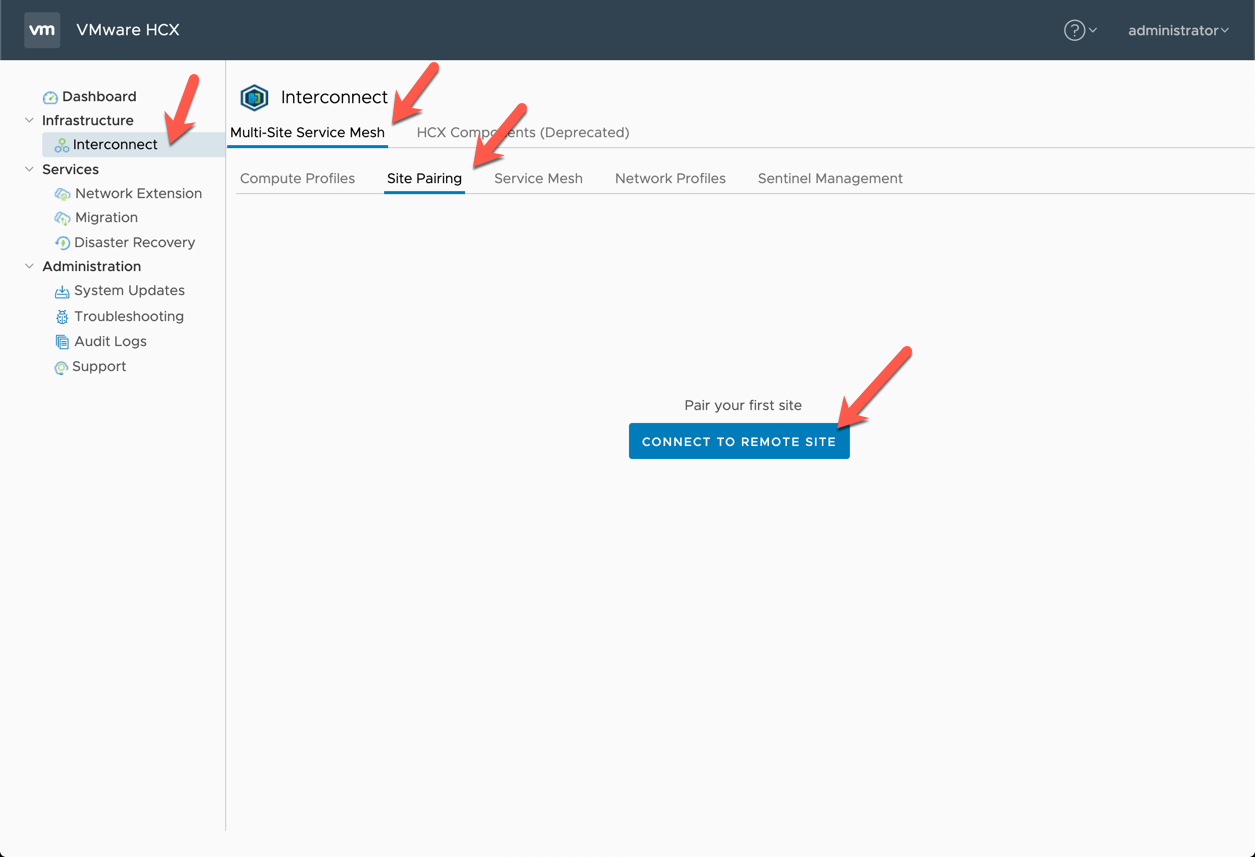 vm VMware HCX
? administrator
Dashboard
Infrastructure
Interconnect
Services
Network Extension
Migration
Disaster Recovery
Administration
System Updates
Troubleshooting
Audit Logs
Support
Interconnect
Multi-Site Service Mesh HCX Components (Deprecated)
Compute Profiles Site Pairing Service Mesh Network Profiles Sentinel Management
Pair your first site
CONNECT TO REMOTE SITE